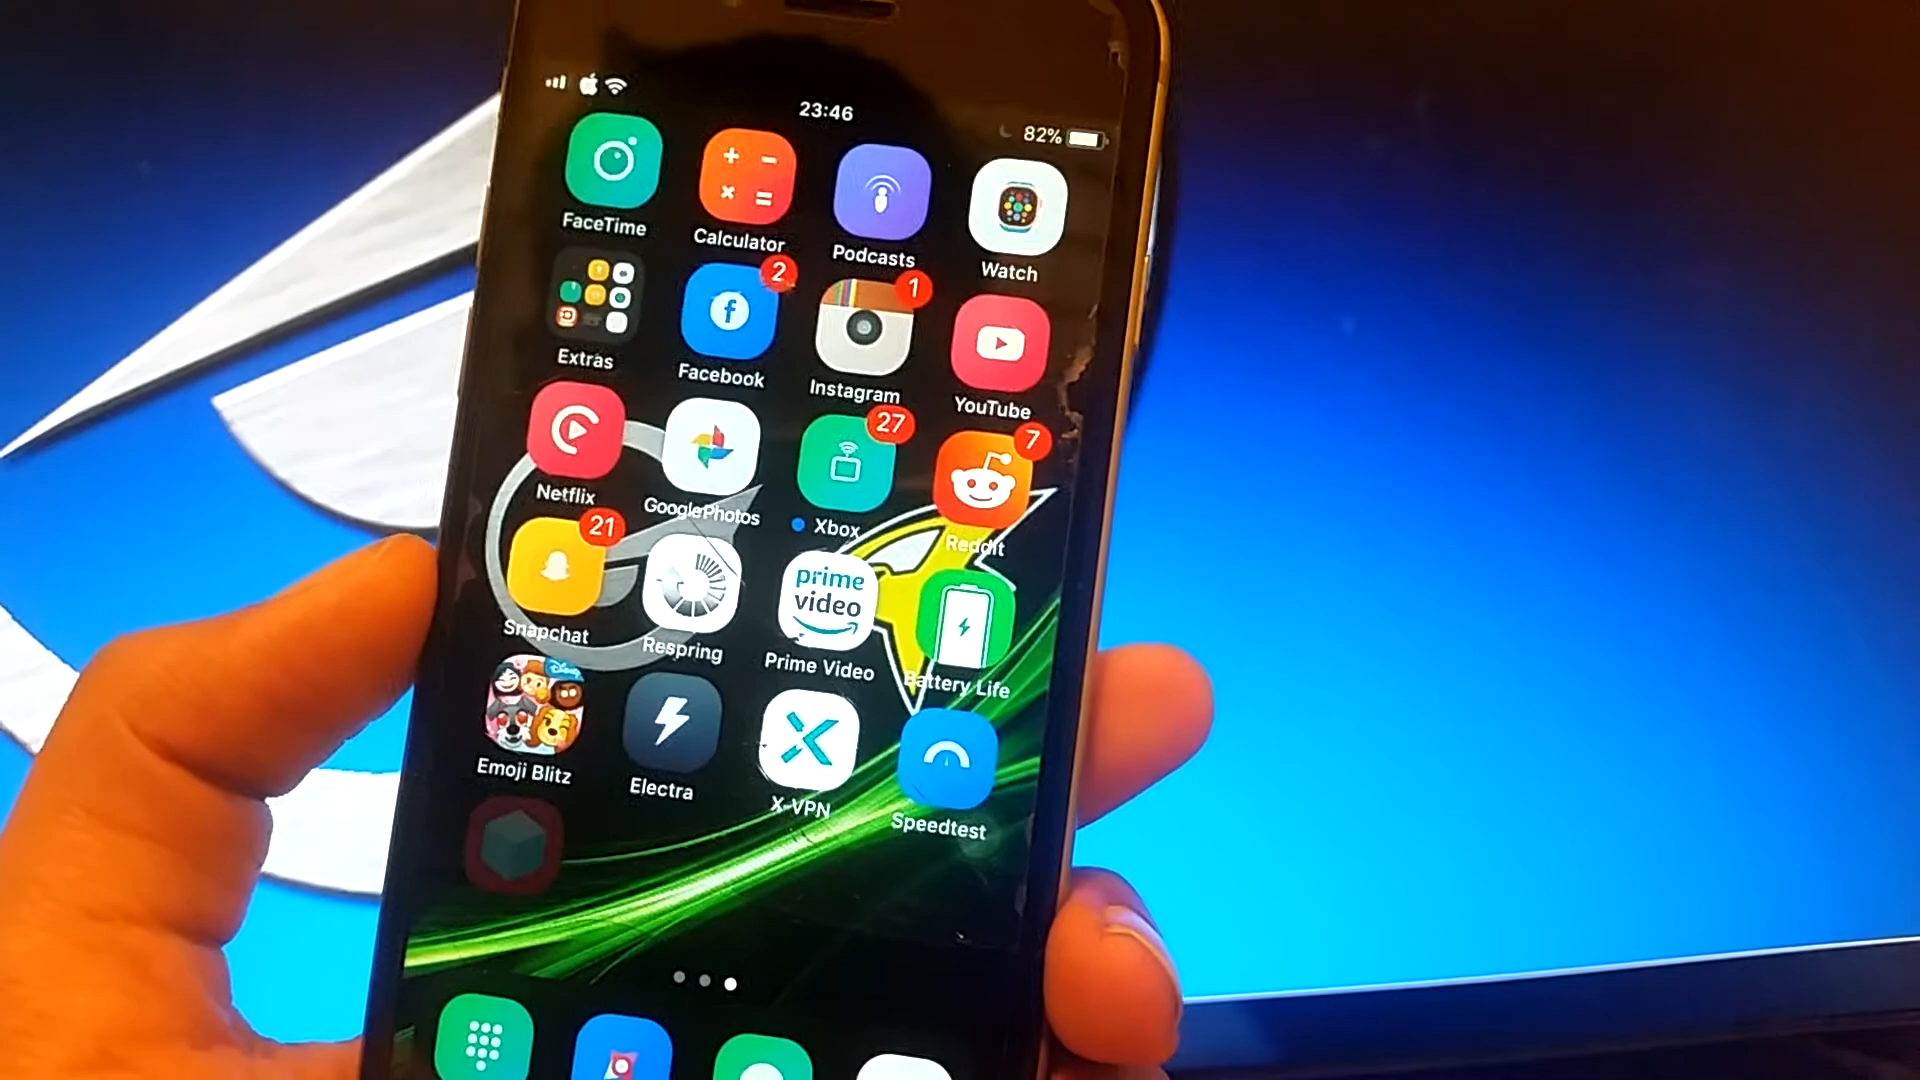 23:46
82%
FaceTime
Calculator
Podcasts
Watch
2
1
Extras
Facebook
Instagram
YouTube
27
7
Netflix
GooglePhotos
Xbox
Reddit
21
prime
video
Snapchat
Respring
Prime Video
Battery Life
Disney
Emoji Blitz
Electra
X-VPN
Speedtest